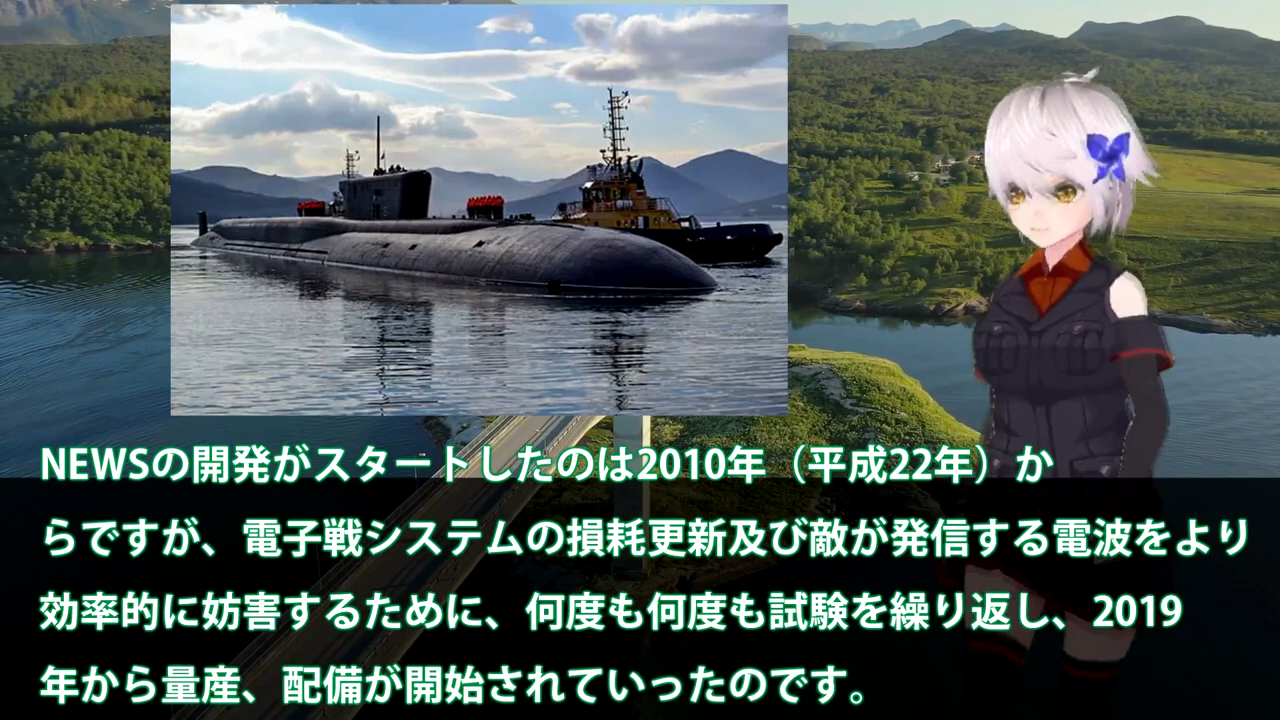 NEWSの開発がスタートしたのは2010年（平成22年）か
らですが、電子戦システムの損耗更新及び敵が発信する電波をより
効率的に妨害するために、何度も何度も試験を繰り返し、2019
年から量産、配備が開始されていったのです。